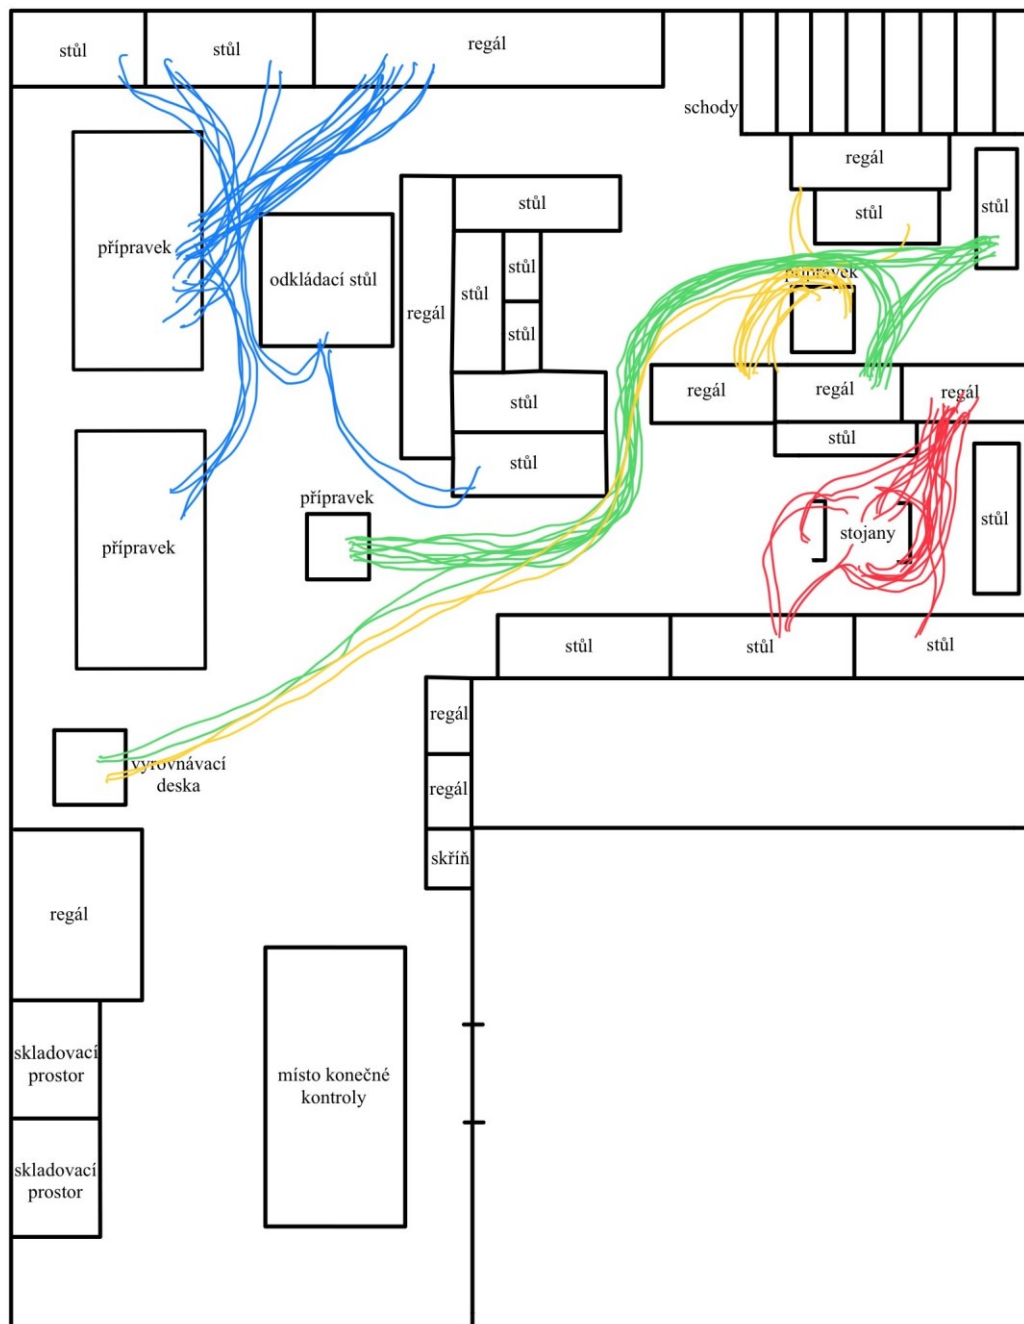 stůl
stůl
regál
schody
regál
stůl
stůl
přípravek
odkládací stůl
regál
stůl
stůl
stůl
stůl
přípravek
regál
regál
regál
stůl
stůl
stůl
přípravek
přípravek
stojany
stůl
stůl
stůl
stůl
regál
regál
skříň
vyrovnávací
deska
regál
skladovací
prostor
skladovací
prostor
místo konečné
kontroly